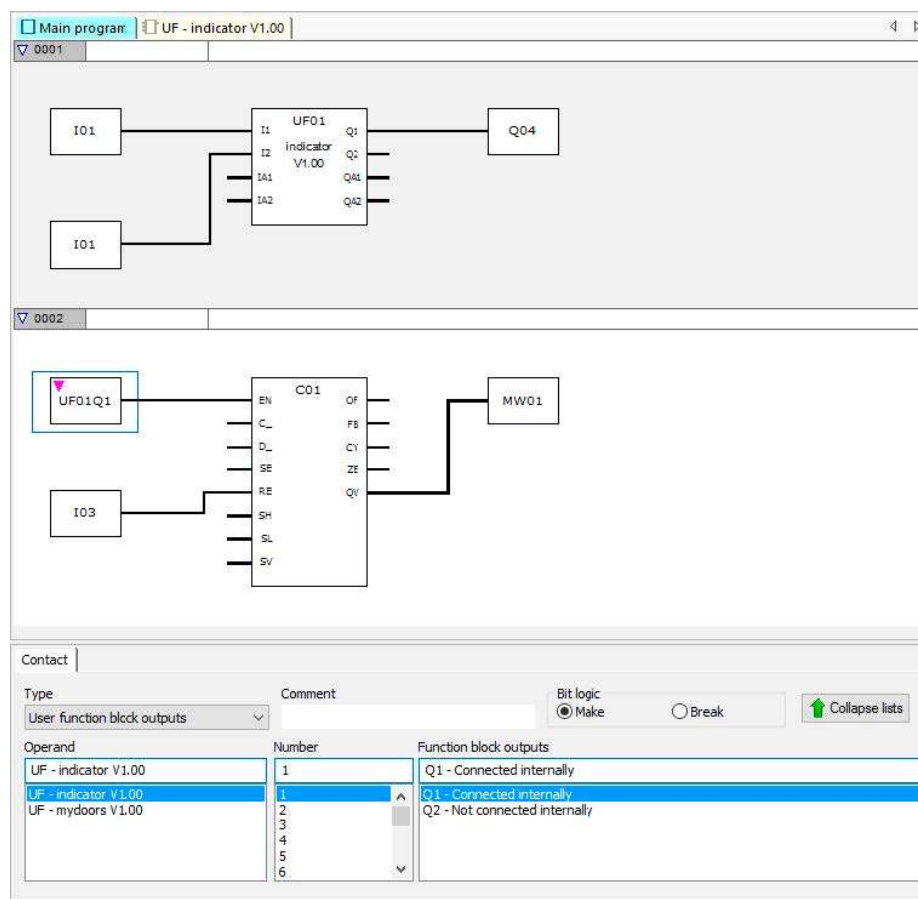 Main program UF - indicator V1.00
0001
I01 UF01 Q04
I1 Q1
I2 indicator Q2
V1.00
IA1 QA1
IA2 QA2
I01
0002
UF01Q1 C01 MW01
EN OF
C_ FB
D_ CY
SE ZE
RE QV
I03
SH
SL
SV
Contact
Type Comment Bit logic
User function block outputs Make Break Collapse lists
Operand Number Function block outputs
UF - indicator V1.00 1 Q1 - Connected internally
UF - indicator V1.00 1 Q1 - Connected internally
UF - mydoors V1.00 2 Q2 - Not connected internally
3
4
5
6